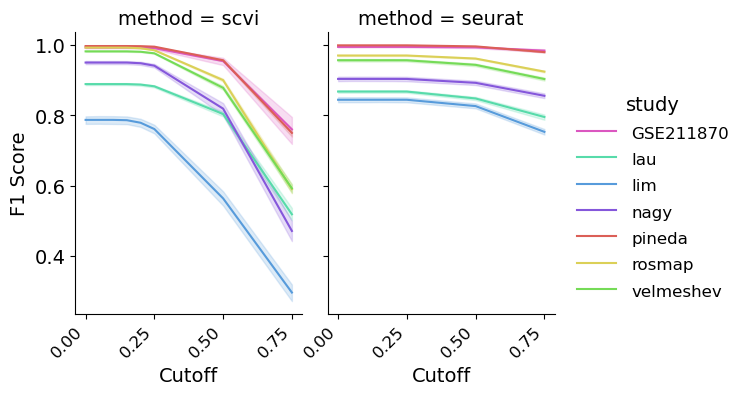 method = scvi
method = seurat
F1 Score
1.0
0.8
0.6
0.4
0.00
0.25
0.50
0.75
Cutoff
0.00
0.25
0.50
0.75
Cutoff
study
GSE211870
lau
lim
nagy
pineda
rosmap
velmeshev